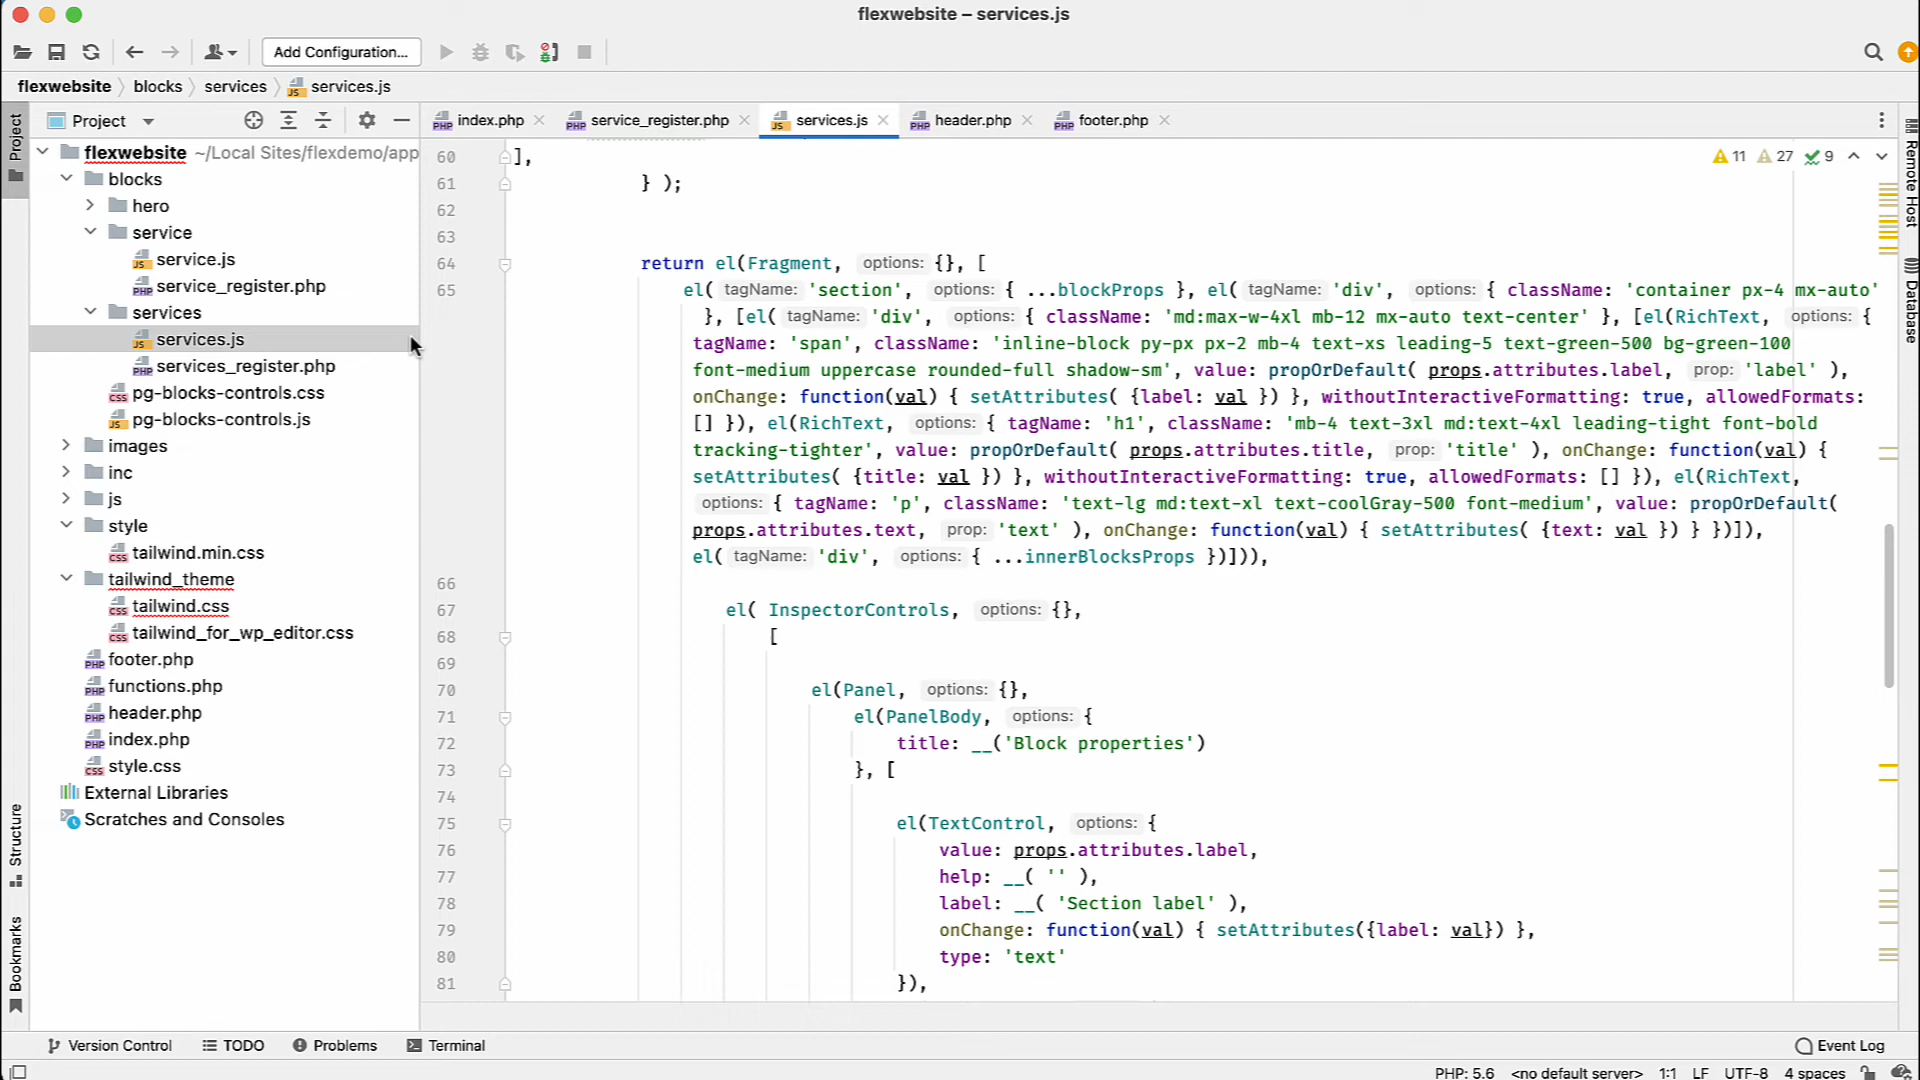 flexwebsite – services.js
Add Configuration...
flexwebsite
blocks
services
services.js
Project
Project
index.php
service_register.php
services.js
header.php
footer.php
flexwebsite ~/Local Sites/flexdemo/app
blocks
hero
service
service.js
service_register.php
services
services.js
services_register.php
pg-blocks-controls.css
pg-blocks-controls.js
images
inc
js
style
tailwind.min.css
tailwind_theme
tailwind.css
tailwind_for_wp_editor.css
footer.php
functions.php
header.php
index.php
style.css
External Libraries
Scratches and Consoles
Structure
Bookmarks
11 27 9
60 ],
61 } );
62
63
64 return el(Fragment, options: {}, [
65 el( tagName: 'section', options: { ...blockProps }, el( tagName: 'div', options: { className: 'container px-4 mx-auto'
}, [el( tagName: 'div', options: { className: 'md:max-w-4xl mb-12 mx-auto text-center' }, [el(RichText, options: {
tagName: 'span', className: 'inline-block py-px px-2 mb-4 text-xs leading-5 text-green-500 bg-green-100
font-medium uppercase rounded-full shadow-sm', value: propOrDefault( props.attributes.label, prop: 'label' ),
onChange: function(val) { setAttributes( {label: val }) }, withoutInteractiveFormatting: true, allowedFormats:
[] }), el(RichText, options: { tagName: 'h1', className: 'mb-4 text-3xl md:text-4xl leading-tight font-bold
tracking-tighter', value: propOrDefault( props.attributes.title, prop: 'title' ), onChange: function(val) {
setAttributes( {title: val }) }, withoutInteractiveFormatting: true, allowedFormats: [] }), el(RichText,
options: { tagName: 'p', className: 'text-lg md:text-xl text-coolGray-500 font-medium', value: propOrDefault(
props.attributes.text, prop: 'text' ), onChange: function(val) { setAttributes( {text: val }) } })]),
el( tagName: 'div', options: { ...innerBlocksProps })])),
66
67 el( InspectorControls, options: {},
68 [
69
70 el(Panel, options: {},
71 el(PanelBody, options: {
72 title: __('Block properties')
73 }, [
74
75 el(TextControl, options: {
76 value: props.attributes.label,
77 help: __( '' ),
78 label: __( 'Section label' ),
79 onChange: function(val) { setAttributes({label: val}) },
80 type: 'text'
81 }),
Remote Host
Database
Version Control
TODO
Problems
Terminal
Event Log
PHP: 5.6 <no default server> 1:1 LF UTF-8 4 spaces